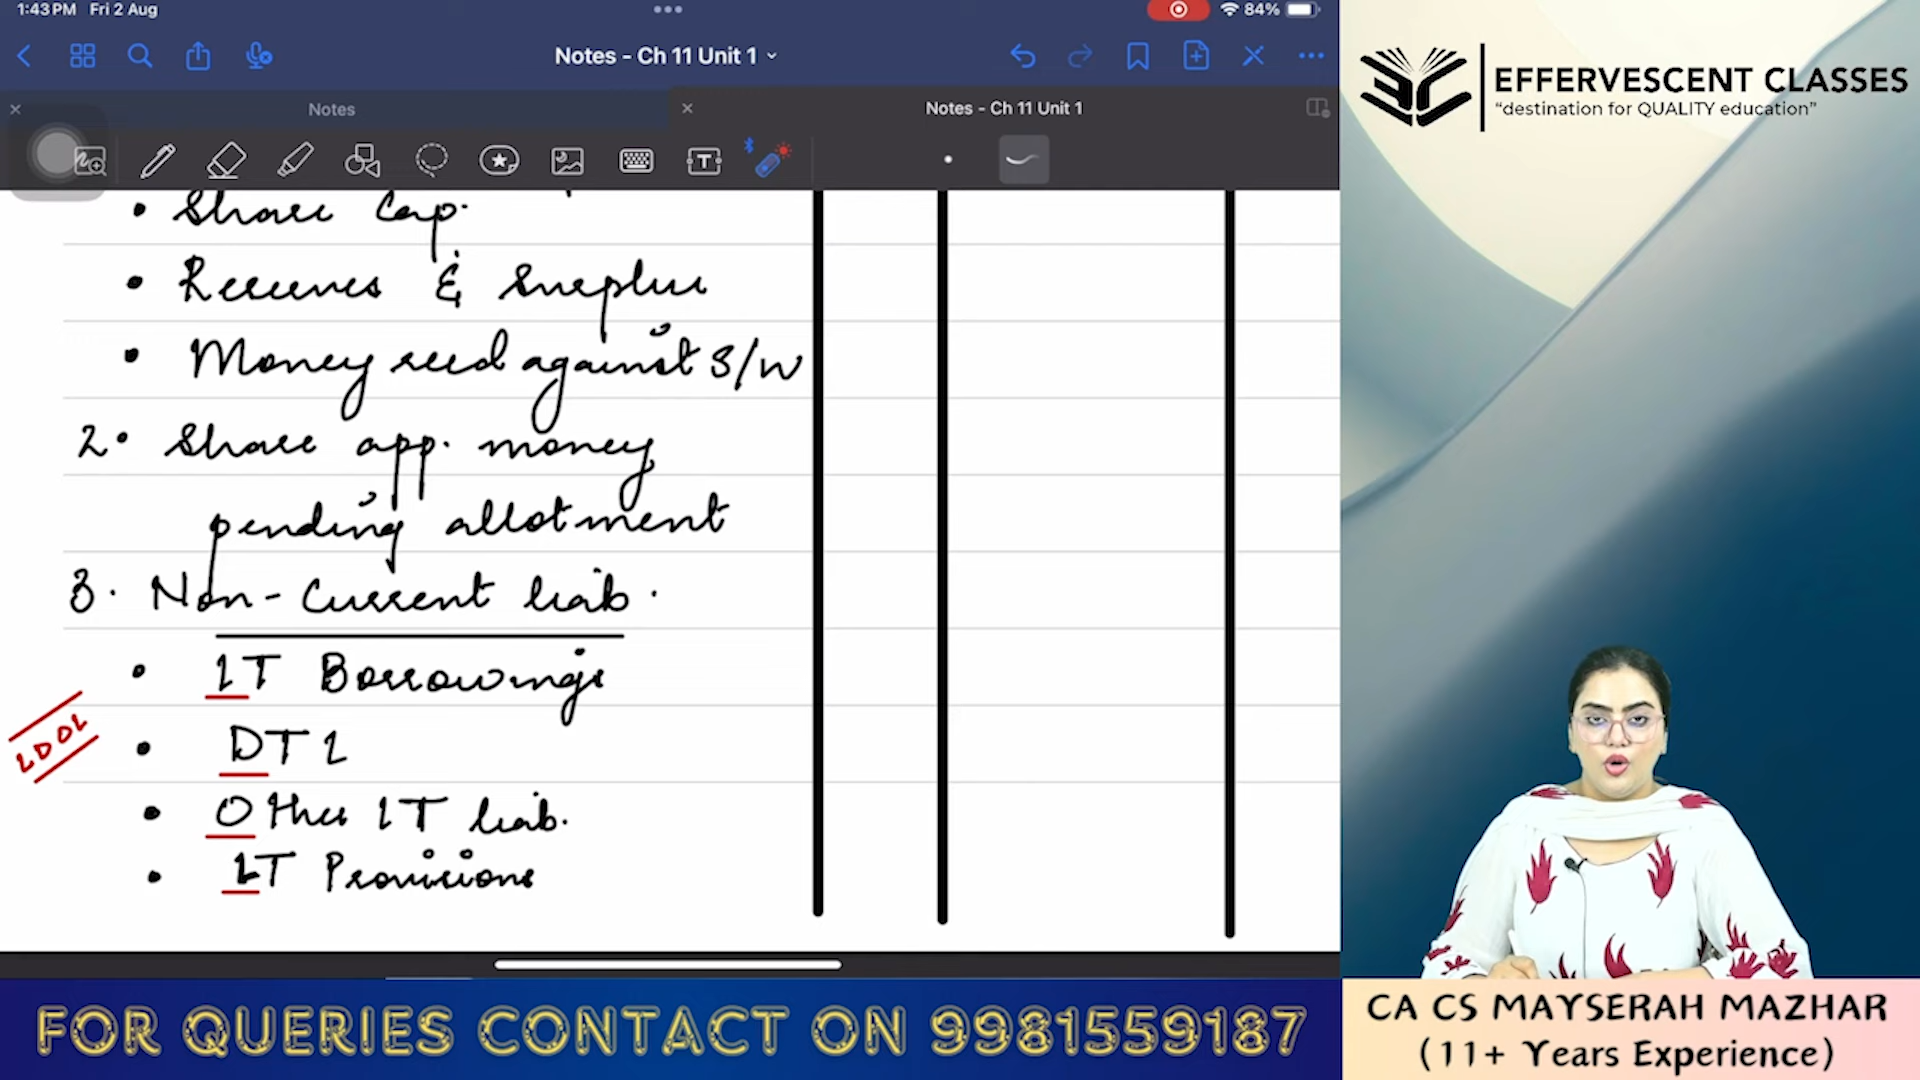 1:43PM Fri 2 Aug
84%
Notes - Ch 11 Unit 1
Notes
Notes - Ch 11 Unit 1
T
• Share Cap.
• Reserves & Surplus
• Money recd against S/W
2. Share app. money
pending allotment
3. Non-Current liab.
• LT Borrowings
LDOL
• DTL
• Other LT liab.
• LT Provisions
EFFERVESCENT CLASSES
"destination for QUALITY education"
FOR QUERIES CONTACT ON 9981559187
CA CS MAYSERAH MAZHAR
(11+ Years Experience)